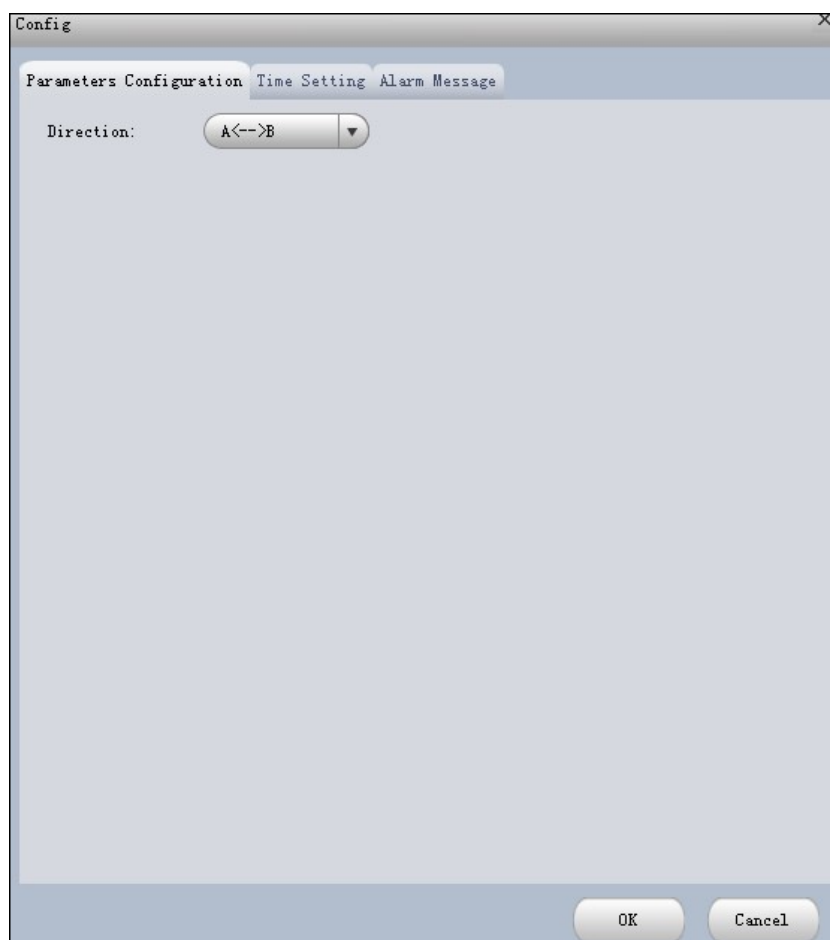 Config
Parameters Configuration Time Setting Alarm Message
Direction: A<-->B
OK Cancel